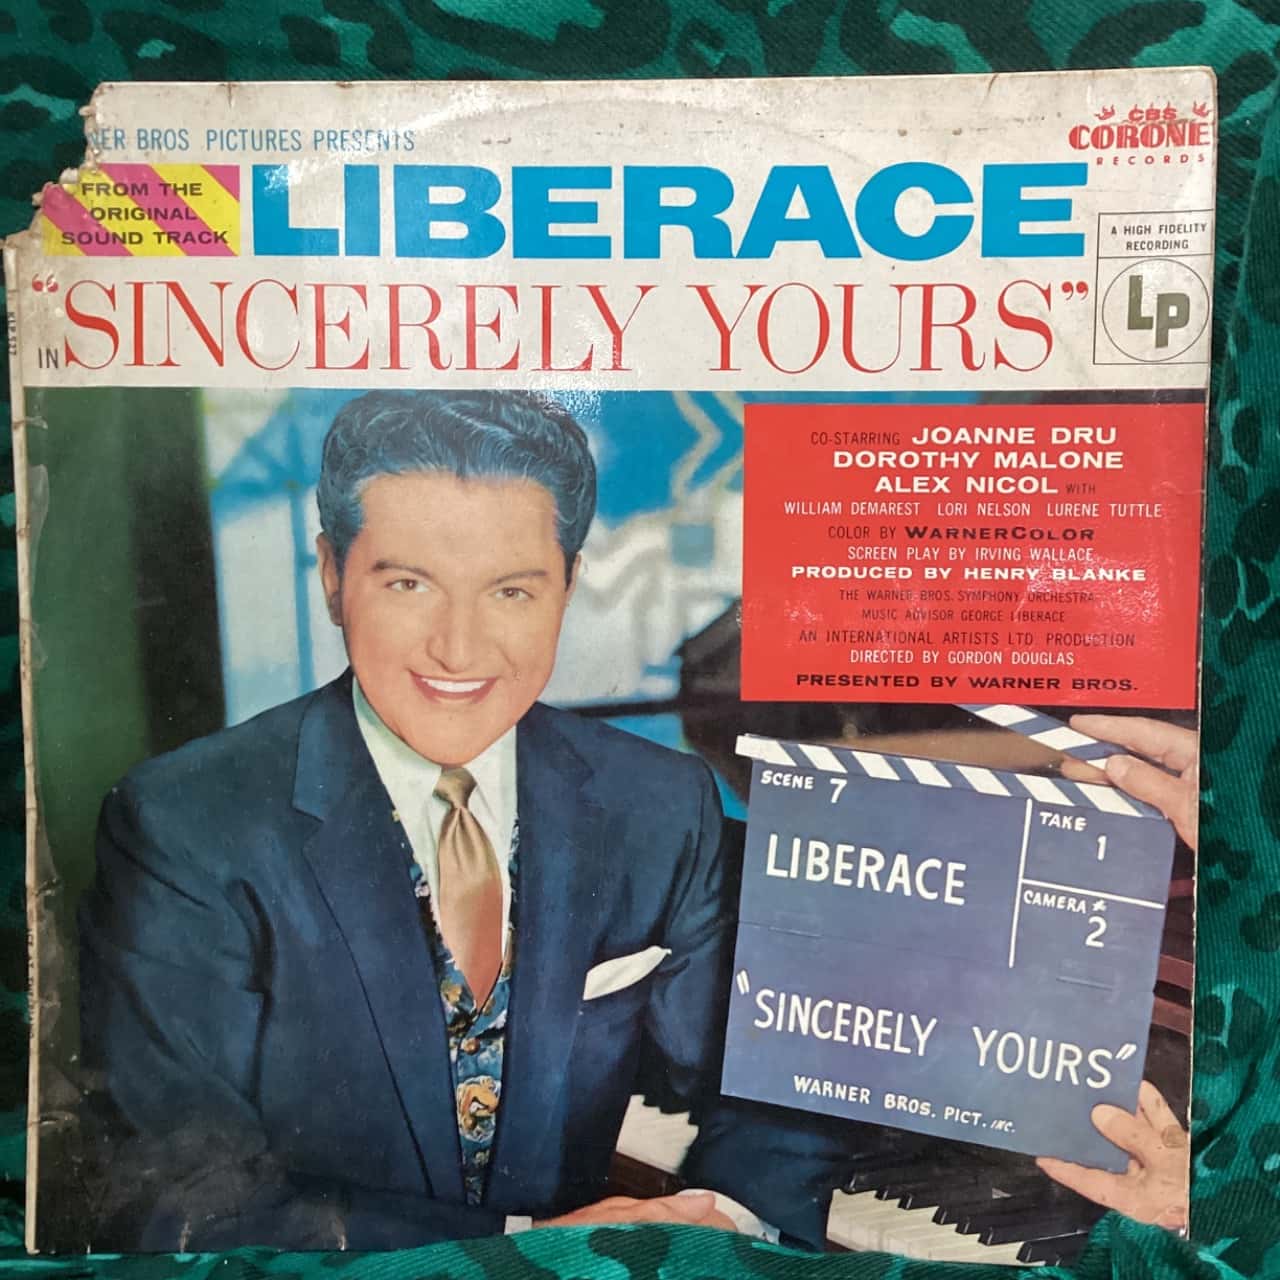 NER BROS PICTURES PRESENTS
CBS
CORONE
RECORDS
FROM THE
ORIGINAL
SOUND TRACK
LIBERACE
A HIGH FIDELITY
RECORDING
LP
IN "SINCERELY YOURS"
CO-STARRING JOANNE DRU
DOROTHY MALONE
ALEX NICOL WITH
WILLIAM DEMAREST LORI NELSON LURENE TUTTLE
COLOR BY WARNERCOLOR
SCREEN PLAY BY IRVING WALLACE
PRODUCED BY HENRY BLANKE
THE WARNER BROS. SYMPHONY ORCHESTRA
MUSIC ADVISOR GEORGE LIBERACE
AN INTERNATIONAL ARTISTS LTD. PRODUCTION
DIRECTED BY GORDON DOUGLAS
PRESENTED BY WARNER BROS.
SCENE 7
TAKE 1
LIBERACE
CAMERA # 2
"SINCERELY YOURS"
WARNER BROS. PICT. INC.